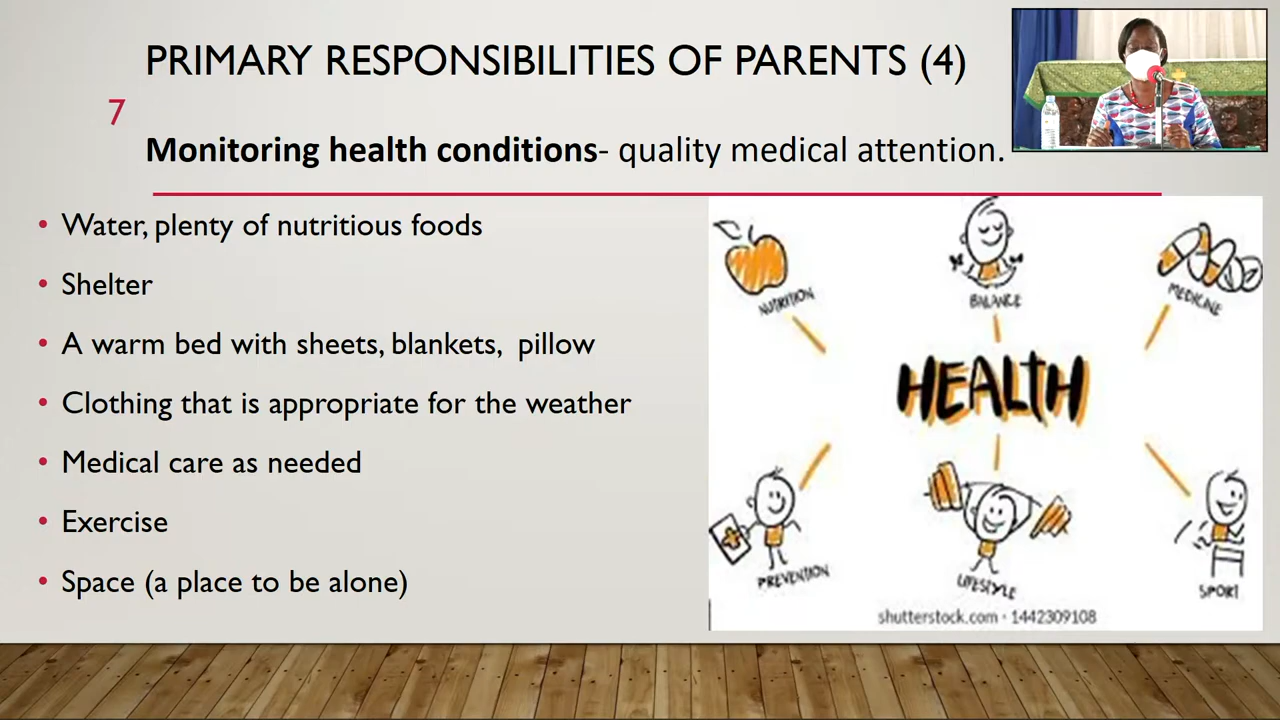 PRIMARY RESPONSIBILITIES OF PARENTS (4)
7
Monitoring health conditions- quality medical attention.
• Water, plenty of nutritious foods
• Shelter
• A warm bed with sheets, blankets, pillow
• Clothing that is appropriate for the weather
• Medical care as needed
• Exercise
• Space (a place to be alone)
NUTRITION
BALANCE
MEDICINE
HEALTH
PREVENTION
LIFESTYLE
SPORT
shutterstock.com · 1442309108